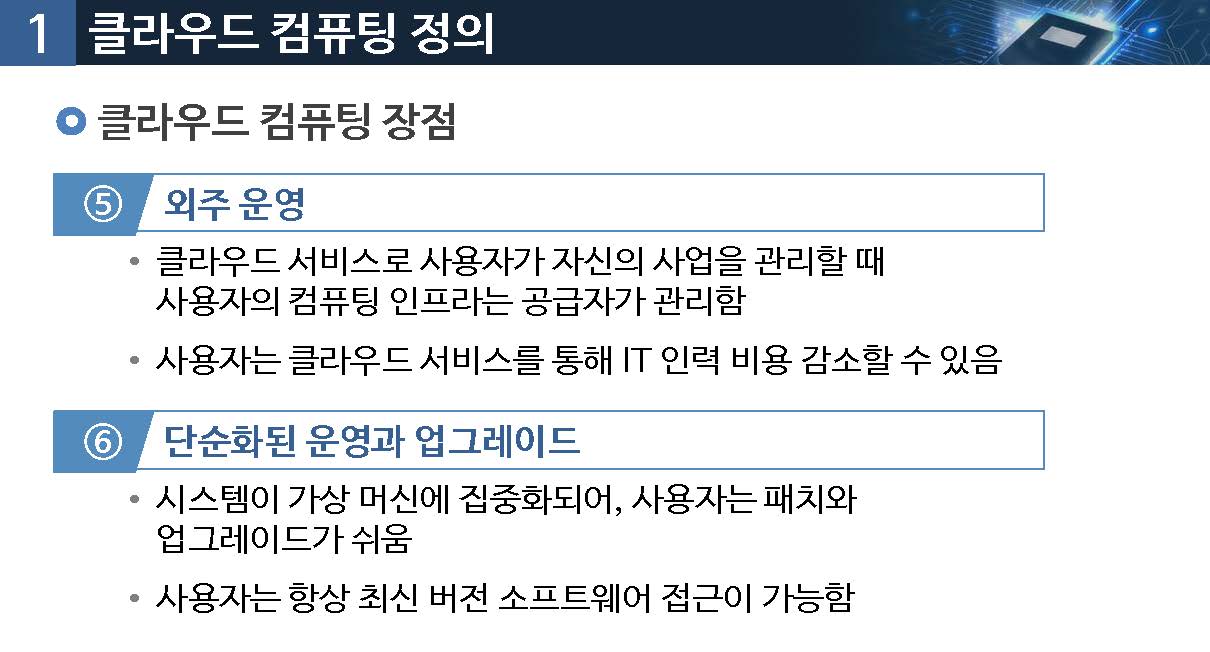 1 클라우드 컴퓨팅 정의
클라우드 컴퓨팅 장점
⑤ 외주 운영
• 클라우드 서비스로 사용자가 자신의 사업을 관리할 때
사용자의 컴퓨팅 인프라는 공급자가 관리함
• 사용자는 클라우드 서비스를 통해 IT 인력 비용 감소할 수 있음
⑥ 단순화된 운영과 업그레이드
• 시스템이 가상 머신에 집중화되어, 사용자는 패치와
업그레이드가 쉬움
• 사용자는 항상 최신 버전 소프트웨어 접근이 가능함